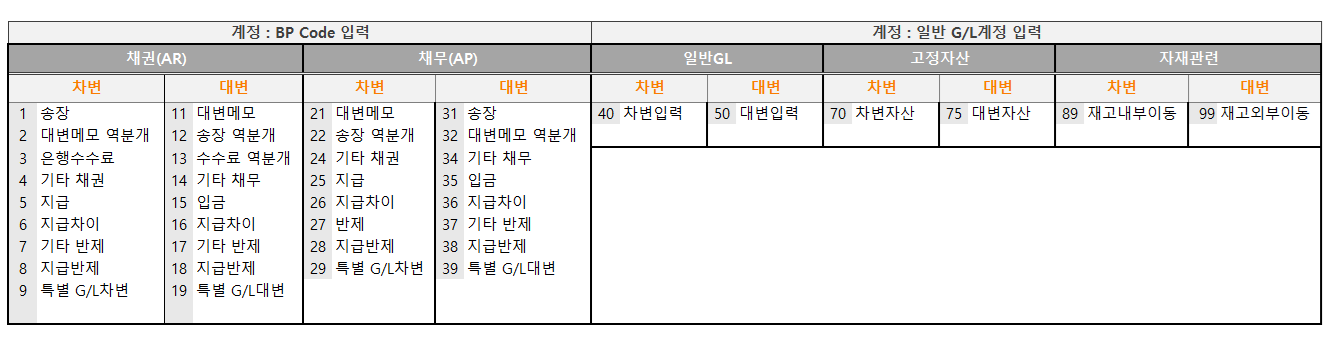 계정 : BP Code 입력 계정 : 일반 G/L계정 입력
채권(AR) 채무(AP) 일반GL 고정자산 자재관련
차변 대변 차변 대변 차변 대변 차변 대변 차변 대변
1 송장 11 대변메모 21 대변메모 31 송장 40 차변입력 50 대변입력 70 차변자산 75 대변자산 89 재고내부이동 99 재고외부이동
2 대변메모 역분개 12 송장 역분개 22 송장 역분개 32 대변메모 역분개
3 은행수수료 13 수수료 역분개 24 기타 채권 34 기타 채무
4 기타 채권 14 기타 채무 25 지급 35 입금
5 지급 15 입금 26 지급차이 36 지급차이
6 지급차이 16 지급차이 27 반제 37 기타 반제
7 기타 반제 17 기타 반제 28 지급반제 38 지급반제
8 지급반제 18 지급반제 29 특별 G/L차변 39 특별 G/L대변
9 특별 G/L차변 19 특별 G/L대변